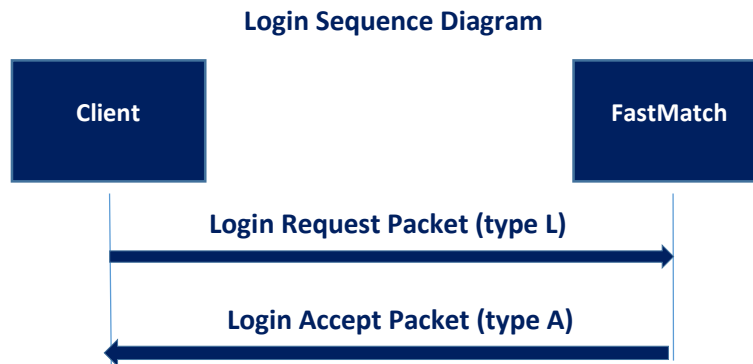 Login Sequence Diagram
Client
FastMatch
Login Request Packet (type L)
Login Accept Packet (type A)